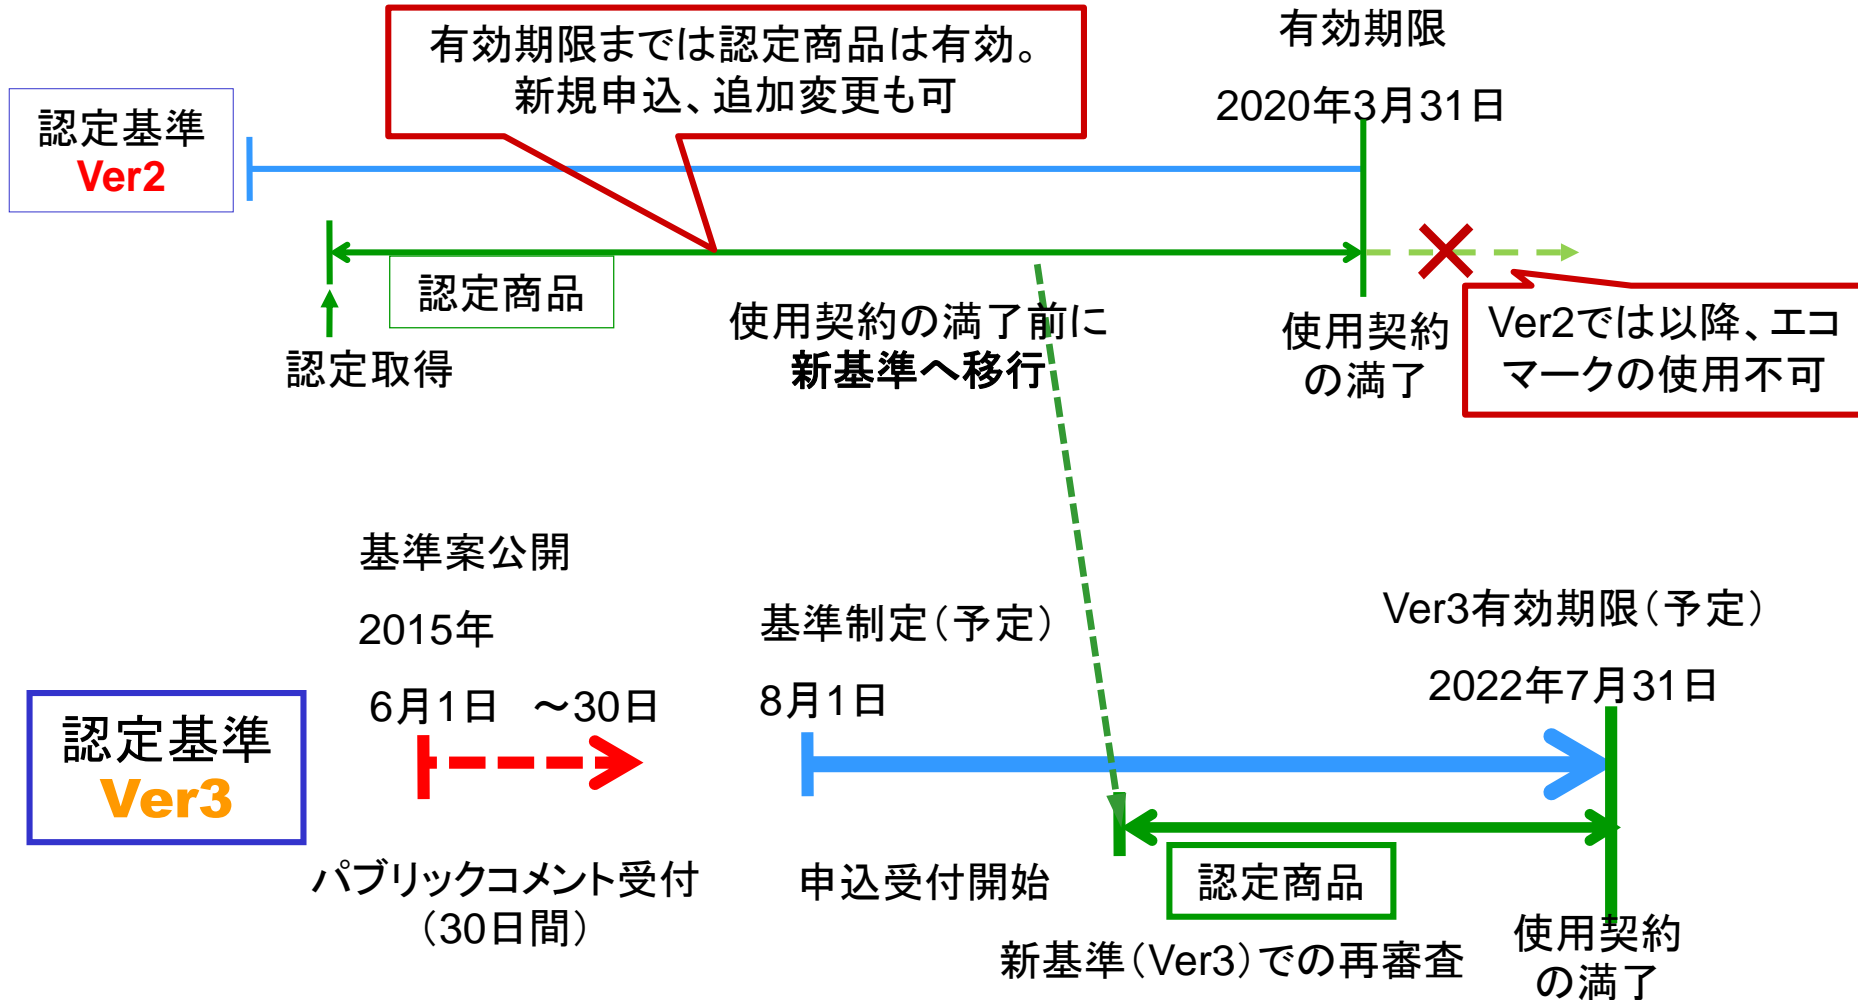 有効期限までは認定商品は有効。
新規申込、追加変更も可
有効期限
2020年3月31日
認定基準
Ver2
認定商品
認定取得
使用契約の満了前に
新基準へ移行
使用契約
の満了
Ver2では以降、エコ
マークの使用不可
基準案公開
2015年
6月1日 ～30日
基準制定（予定）
8月1日
Ver3有効期限（予定）
2022年7月31日
認定基準
Ver3
パブリックコメント受付
（30日間）
申込受付開始
認定商品
新基準（Ver3）での再審査
使用契約
の満了